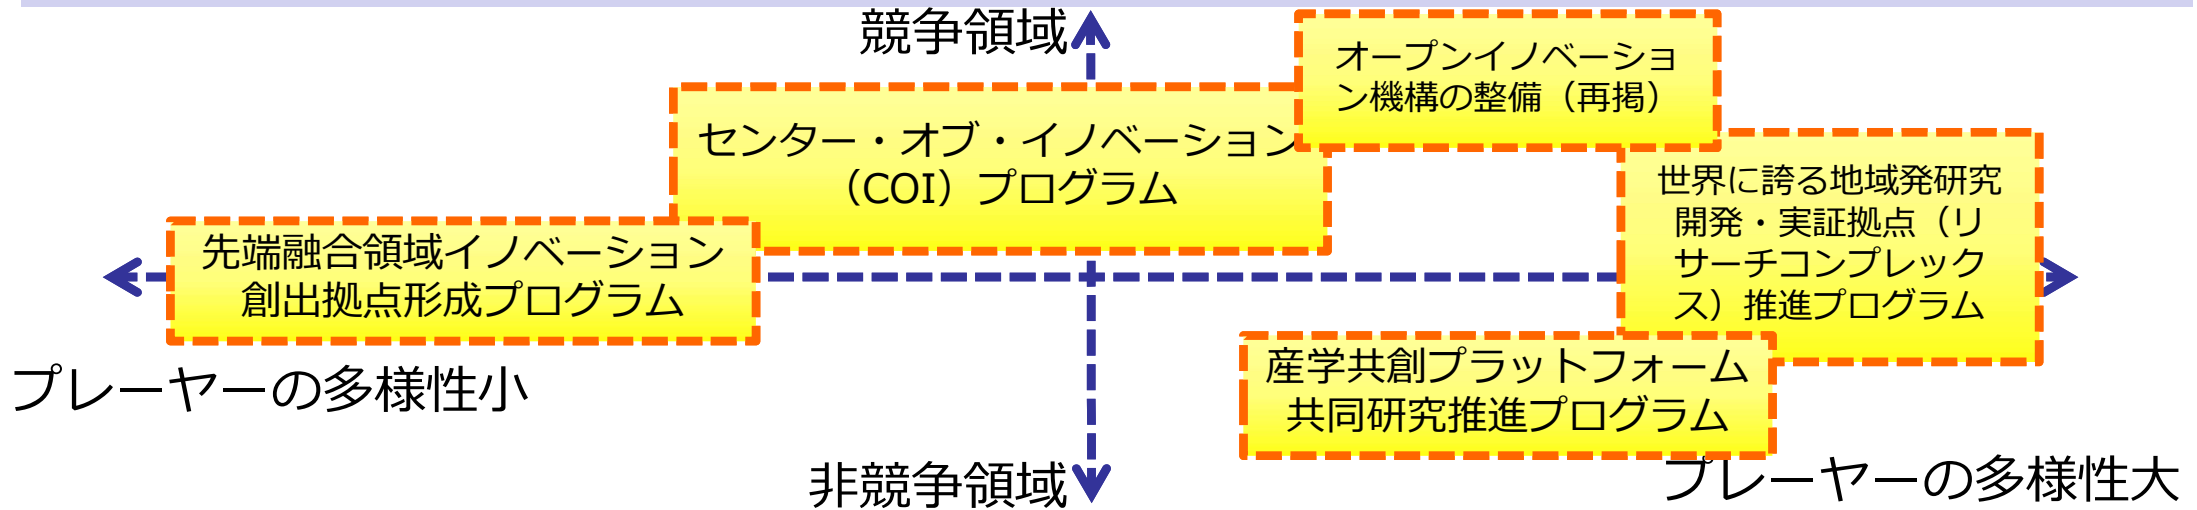 競争領域
オープンイノベーショ
ン機構の整備（再掲）
センター・オブ・イノベーション
（COI）プログラム
世界に誇る地域発研究
開発・実証拠点（リ
サーチコンプレック
ス）推進プログラム
先端融合領域イノベーション
創出拠点形成プログラム
産学共創プラットフォーム
共同研究推進プログラム
プレーヤーの多様性小
非競争領域
プレーヤーの多様性大